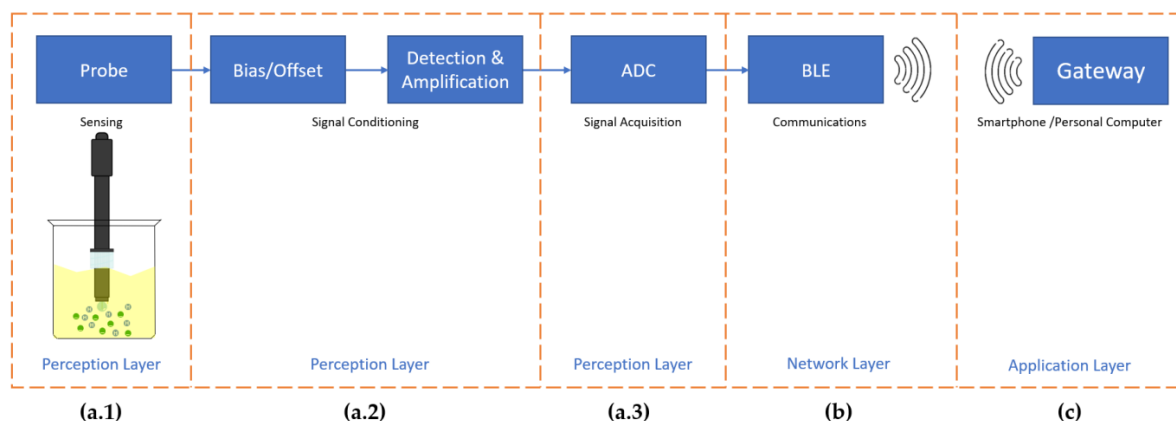 Probe
Bias/Offset
Detection &
Amplification
ADC
BLE
Gateway
Sensing
Signal Conditioning
Signal Acquisition
Communications
Smartphone /Personal Computer
Perception Layer
Perception Layer
Perception Layer
Network Layer
Application Layer
(a.1)
(a.2)
(a.3)
(b)
(c)